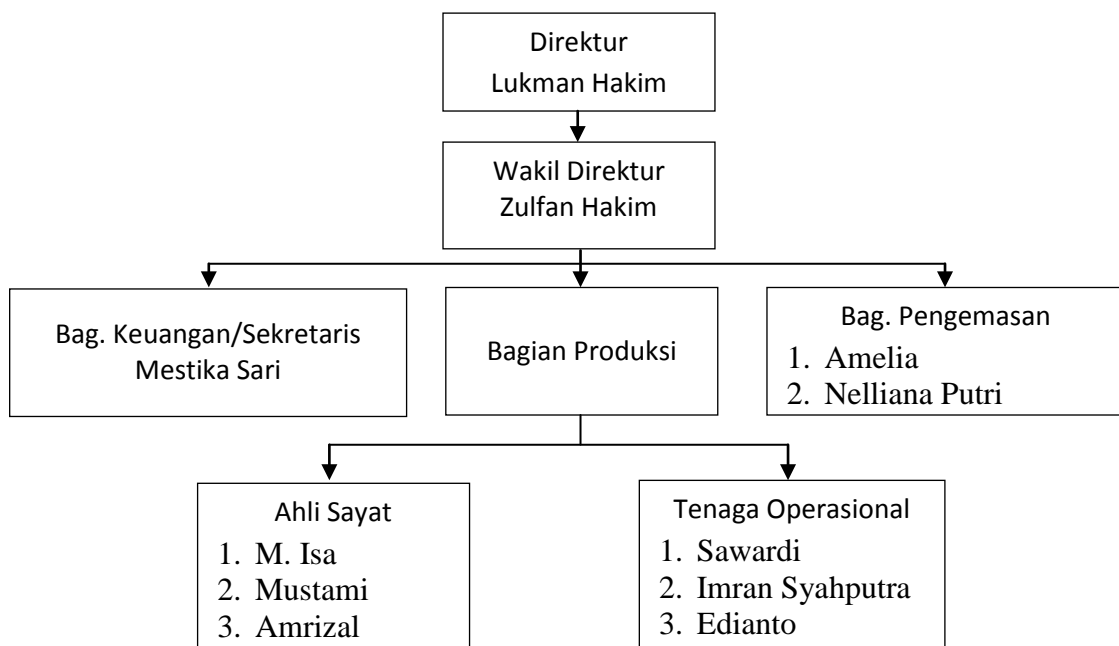 Direktur
Lukman Hakim
Wakil Direktur
Zulfan Hakim
Bag. Keuangan/Sekretaris
Mestika Sari
Bagian Produksi
Bag. Pengemasan
1. Amelia
2. Nelliana Putri
Ahli Sayat
1. M. Isa
2. Mustami
3. Amrizal
Tenaga Operasional
1. Sawardi
2. Imran Syahputra
3. Edianto